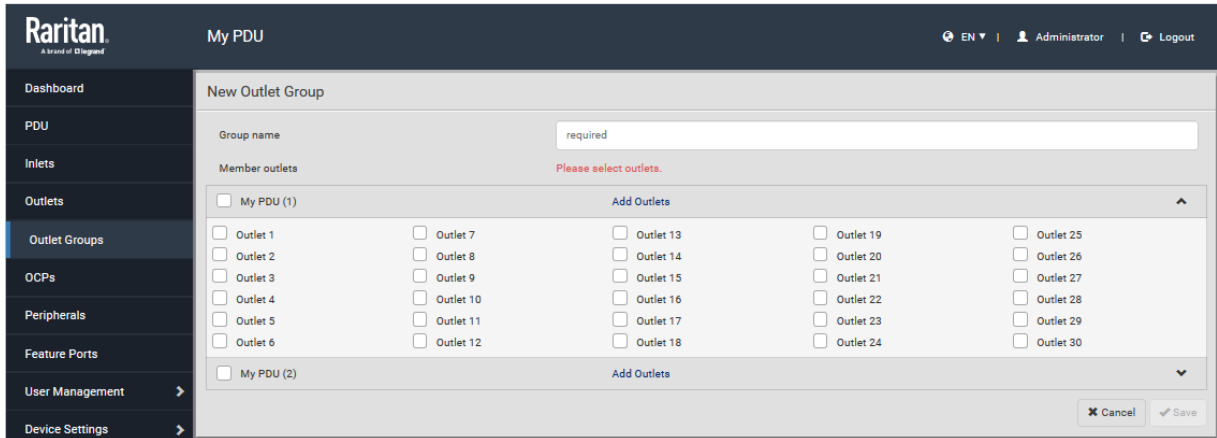 Raritan.
A brand of legrand
My PDU
EN ▼ | Administrator | Logout
Dashboard
PDU
Inlets
Outlets
Outlet Groups
OCPs
Peripherals
Feature Ports
User Management
Device Settings
New Outlet Group
Group name required
Member outlets Please select outlets.
My PDU (1) Add Outlets
Outlet 1 Outlet 7 Outlet 13 Outlet 19 Outlet 25
Outlet 2 Outlet 8 Outlet 14 Outlet 20 Outlet 26
Outlet 3 Outlet 9 Outlet 15 Outlet 21 Outlet 27
Outlet 4 Outlet 10 Outlet 16 Outlet 22 Outlet 28
Outlet 5 Outlet 11 Outlet 17 Outlet 23 Outlet 29
Outlet 6 Outlet 12 Outlet 18 Outlet 24 Outlet 30
My PDU (2) Add Outlets
Cancel Save